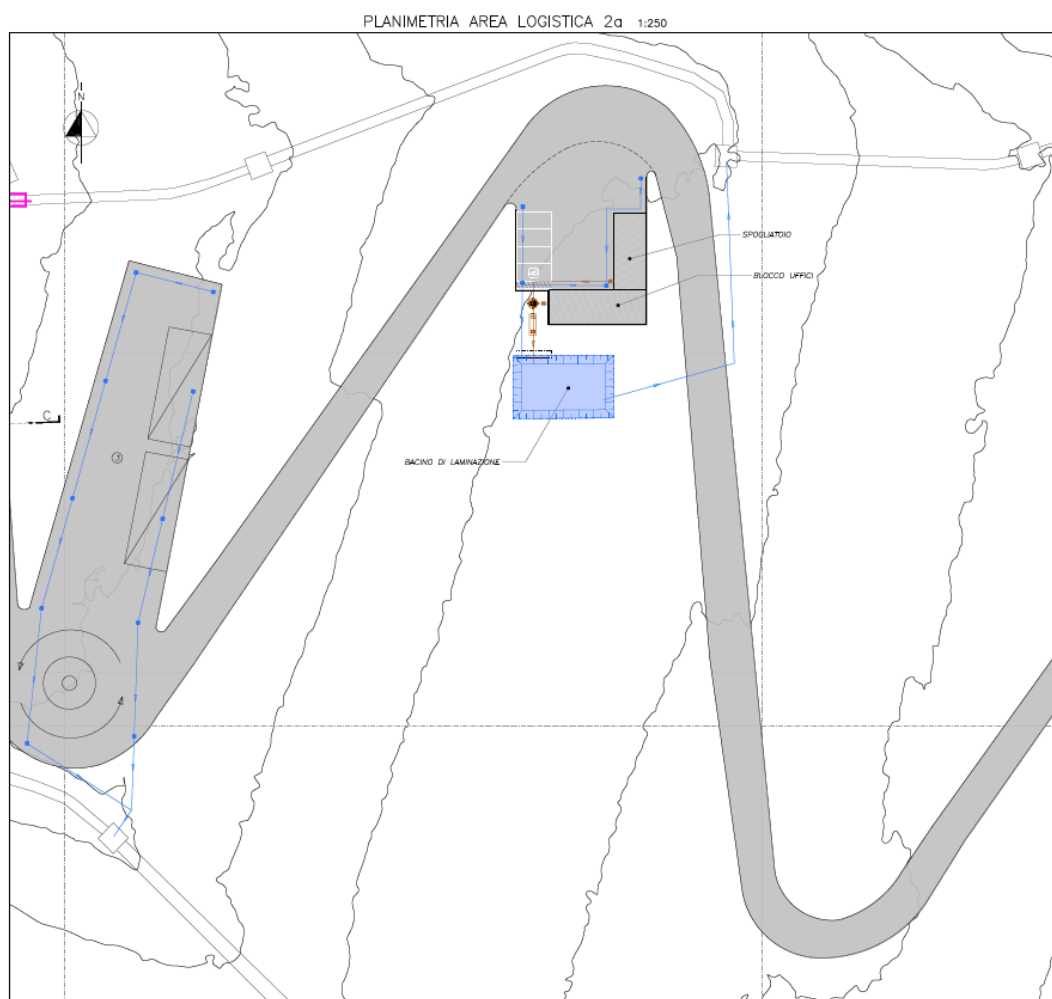 PLANIMETRIA AREA LOGISTICA 2a 1:250
N
SPOGLIATOIO
BLOCCO UFFICI
C
3
BACINO DI LAMINAZIONE